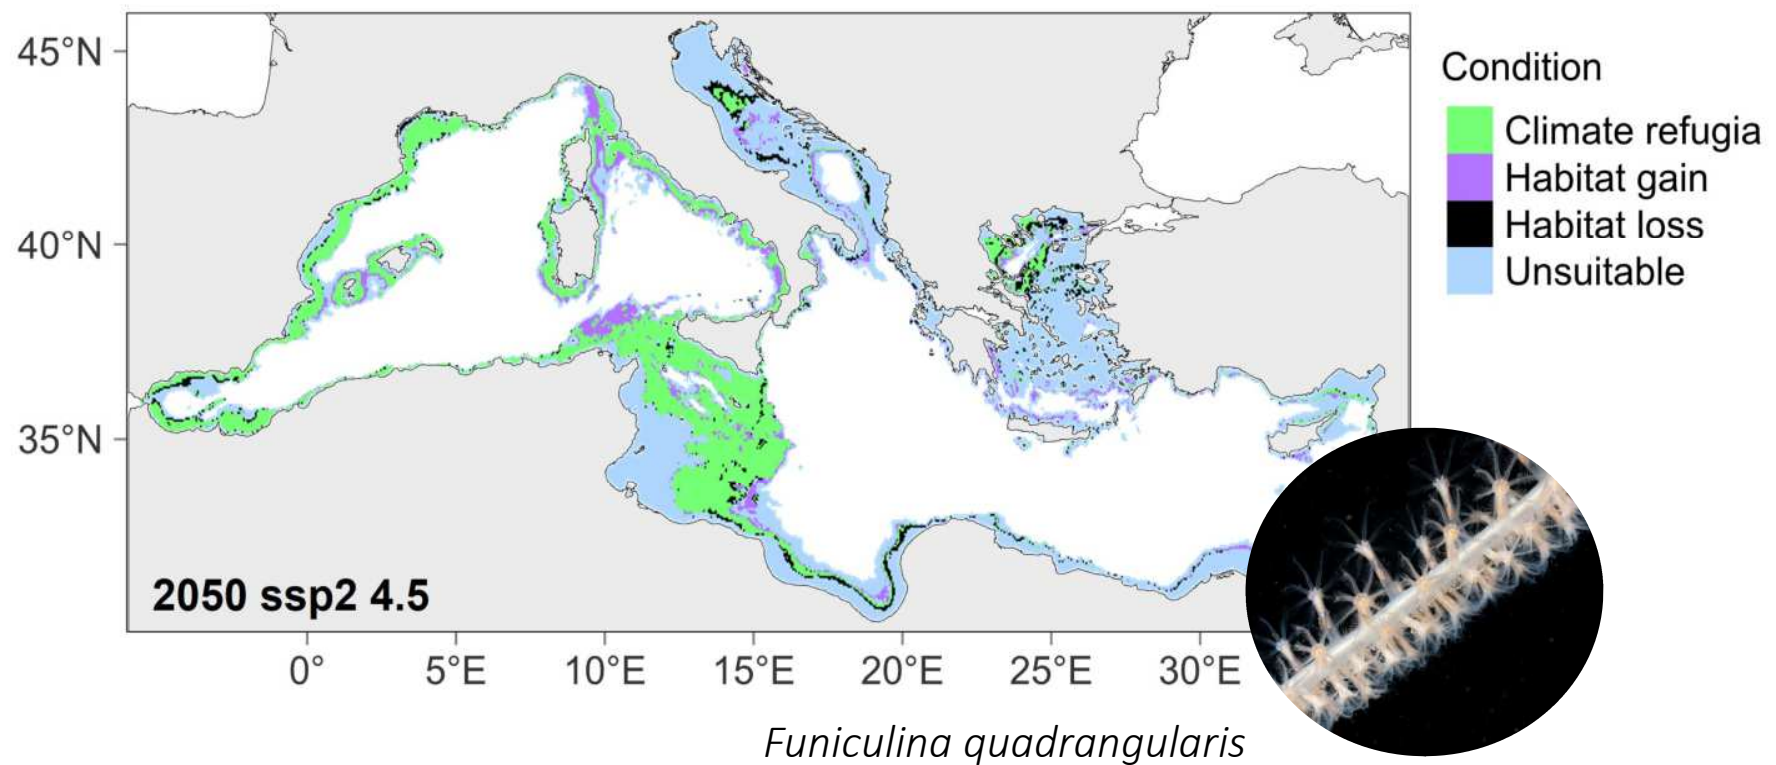 45°N
40°N
35°N
Condition
Climate refugia
Habitat gain
Habitat loss
Unsuitable
2050 ssp2 4.5
0° 5°E 10°E 15°E 20°E 25°E 30°E
Funiculina quadrangularis